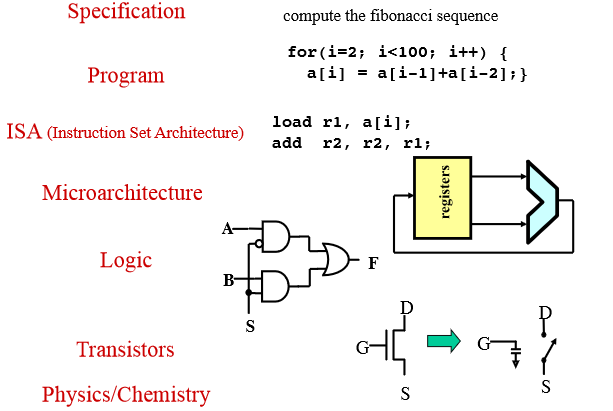 Specification
compute the fibonacci sequence
for(i=2; i<100; i++) {
Program
a[i] = a[i-1]+a[i-2];}
ISA (Instruction Set Architecture)
load r1, a[i];
add r2, r2, r1;
Microarchitecture
registers
A
Logic
F
B
S
D
D
Transistors
G
G
S
S
Physics/Chemistry